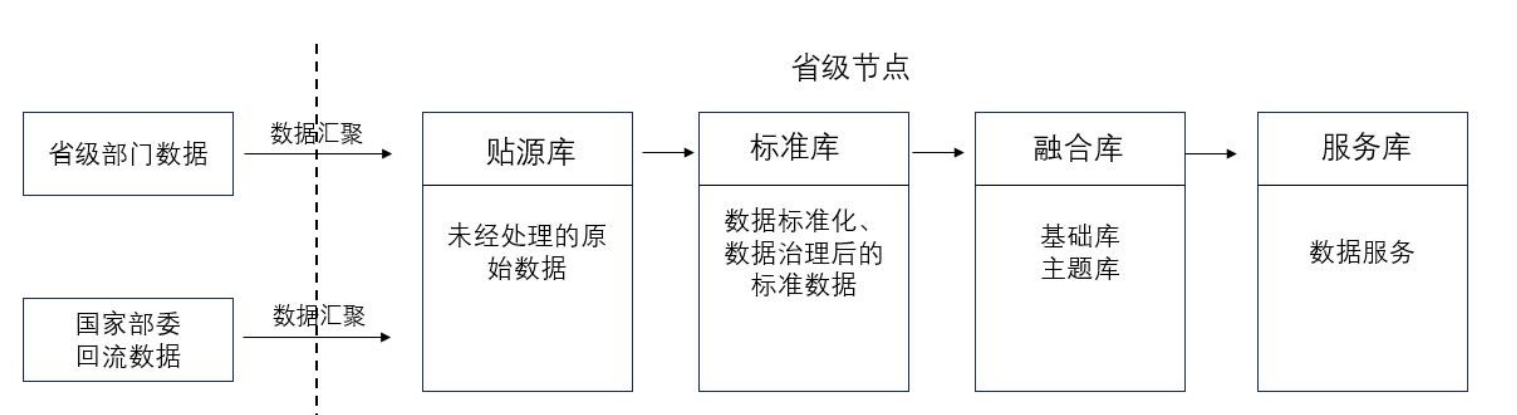 省级节点
省级部门数据
数据汇聚
国家部委
回流数据
数据汇聚
贴源库
未经处理的原
始数据
标准库
数据标准化、
数据治理后的
标准数据
融合库
基础库
主题库
服务库
数据服务